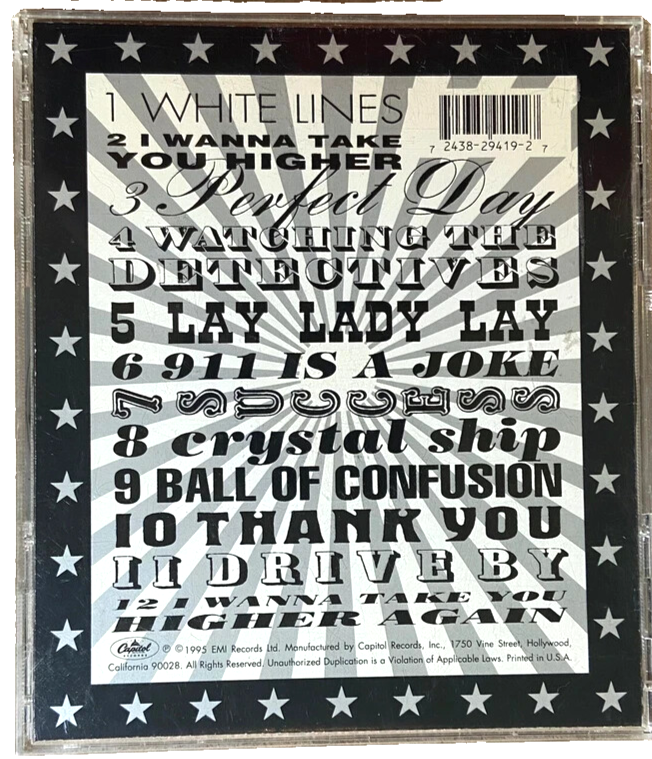 1 WHITE LINES
2 I WANNA TAKE
YOU HIGHER
3 Perfect Day
4 WATCHING THE
DETECTIVES
5 LAY LADY LAY
6 911 IS A JOKE
7 SUCCESS
8 crystal ship
9 BALL OF CONFUSION
10 THANK YOU
11 DRIVE BY
12 I WANNA TAKE YOU
HIGHER AGAIN
7 2438-29419-2 7
Capitol RECORDS ℗ © 1995 EMI Records Ltd. Manufactured by Capitol Records, Inc., 1750 Vine Street, Hollywood,
California 90028. All Rights Reserved. Unauthorized Duplication is a Violation of Applicable Laws. Printed in U.S.A.